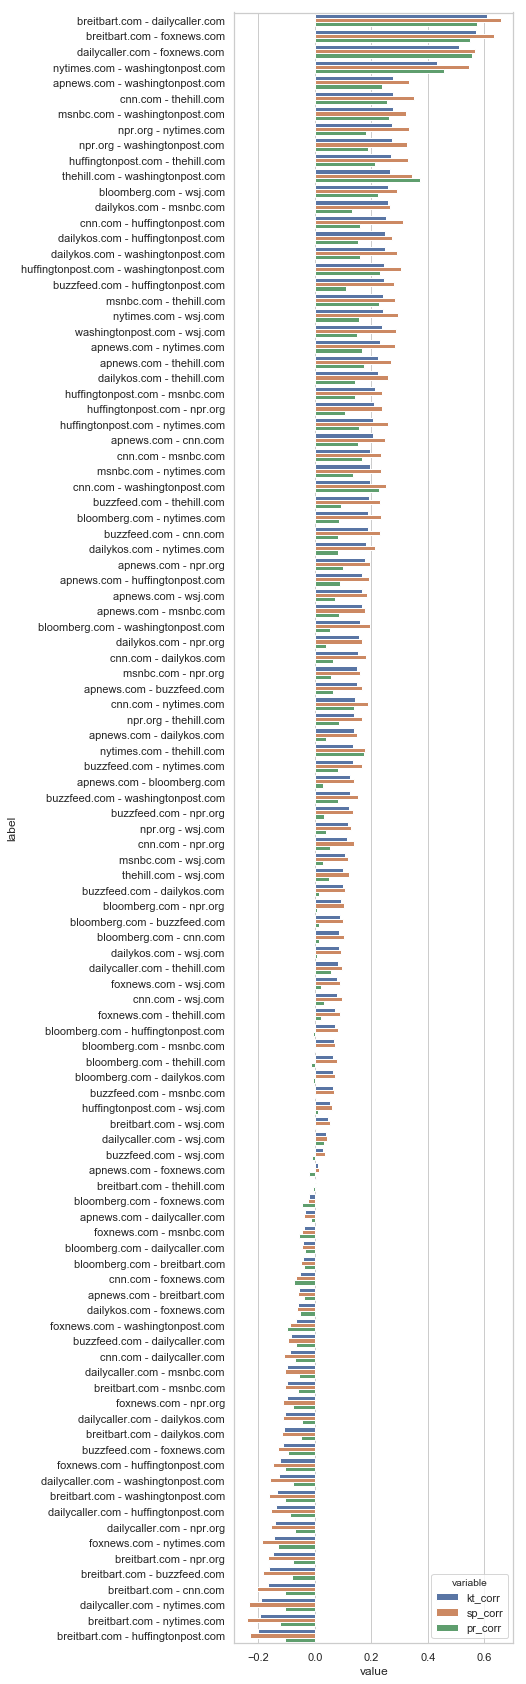 breitbart.com - dailycaller.com
breitbart.com - foxnews.com
dailycaller.com - foxnews.com
nytimes.com - washingtonpost.com
apnews.com - washingtonpost.com
cnn.com - thehill.com
msnbc.com - washingtonpost.com
npr.org - nytimes.com
npr.org - washingtonpost.com
huffingtonpost.com - thehill.com
thehill.com - washingtonpost.com
bloomberg.com - wsj.com
dailykos.com - msnbc.com
cnn.com - huffingtonpost.com
dailykos.com - huffingtonpost.com
dailykos.com - washingtonpost.com
huffingtonpost.com - washingtonpost.com
buzzfeed.com - huffingtonpost.com
msnbc.com - thehill.com
nytimes.com - wsj.com
washingtonpost.com - wsj.com
apnews.com - nytimes.com
apnews.com - thehill.com
dailykos.com - thehill.com
huffingtonpost.com - msnbc.com
huffingtonpost.com - npr.org
huffingtonpost.com - nytimes.com
apnews.com - cnn.com
cnn.com - msnbc.com
msnbc.com - nytimes.com
cnn.com - washingtonpost.com
buzzfeed.com - thehill.com
bloomberg.com - nytimes.com
buzzfeed.com - cnn.com
dailykos.com - nytimes.com
apnews.com - npr.org
apnews.com - huffingtonpost.com
apnews.com - wsj.com
apnews.com - msnbc.com
bloomberg.com - washingtonpost.com
dailykos.com - npr.org
cnn.com - dailykos.com
msnbc.com - npr.org
apnews.com - buzzfeed.com
cnn.com - nytimes.com
npr.org - thehill.com
apnews.com - dailykos.com
nytimes.com - thehill.com
buzzfeed.com - nytimes.com
apnews.com - bloomberg.com
buzzfeed.com - washingtonpost.com
buzzfeed.com - npr.org
npr.org - wsj.com
cnn.com - npr.org
msnbc.com - wsj.com
thehill.com - wsj.com
buzzfeed.com - dailykos.com
bloomberg.com - npr.org
bloomberg.com - buzzfeed.com
bloomberg.com - cnn.com
dailykos.com - wsj.com
dailycaller.com - thehill.com
foxnews.com - wsj.com
cnn.com - wsj.com
foxnews.com - thehill.com
bloomberg.com - huffingtonpost.com
bloomberg.com - msnbc.com
bloomberg.com - thehill.com
bloomberg.com - dailykos.com
buzzfeed.com - msnbc.com
huffingtonpost.com - wsj.com
breitbart.com - wsj.com
dailycaller.com - wsj.com
buzzfeed.com - wsj.com
apnews.com - foxnews.com
breitbart.com - thehill.com
bloomberg.com - foxnews.com
apnews.com - dailycaller.com
foxnews.com - msnbc.com
bloomberg.com - dailycaller.com
bloomberg.com - breitbart.com
cnn.com - foxnews.com
apnews.com - breitbart.com
dailykos.com - foxnews.com
foxnews.com - washingtonpost.com
buzzfeed.com - dailycaller.com
cnn.com - dailycaller.com
dailycaller.com - msnbc.com
breitbart.com - msnbc.com
foxnews.com - npr.org
dailycaller.com - dailykos.com
breitbart.com - dailykos.com
buzzfeed.com - foxnews.com
foxnews.com - huffingtonpost.com
dailycaller.com - washingtonpost.com
breitbart.com - washingtonpost.com
dailycaller.com - huffingtonpost.com
dailycaller.com - npr.org
foxnews.com - nytimes.com
breitbart.com - npr.org
breitbart.com - buzzfeed.com
breitbart.com - cnn.com
dailycaller.com - nytimes.com
breitbart.com - nytimes.com
breitbart.com - huffingtonpost.com
label
variable
kt_corr
sp_corr
pr_corr
−0.2 0.0 0.2 0.4 0.6
value